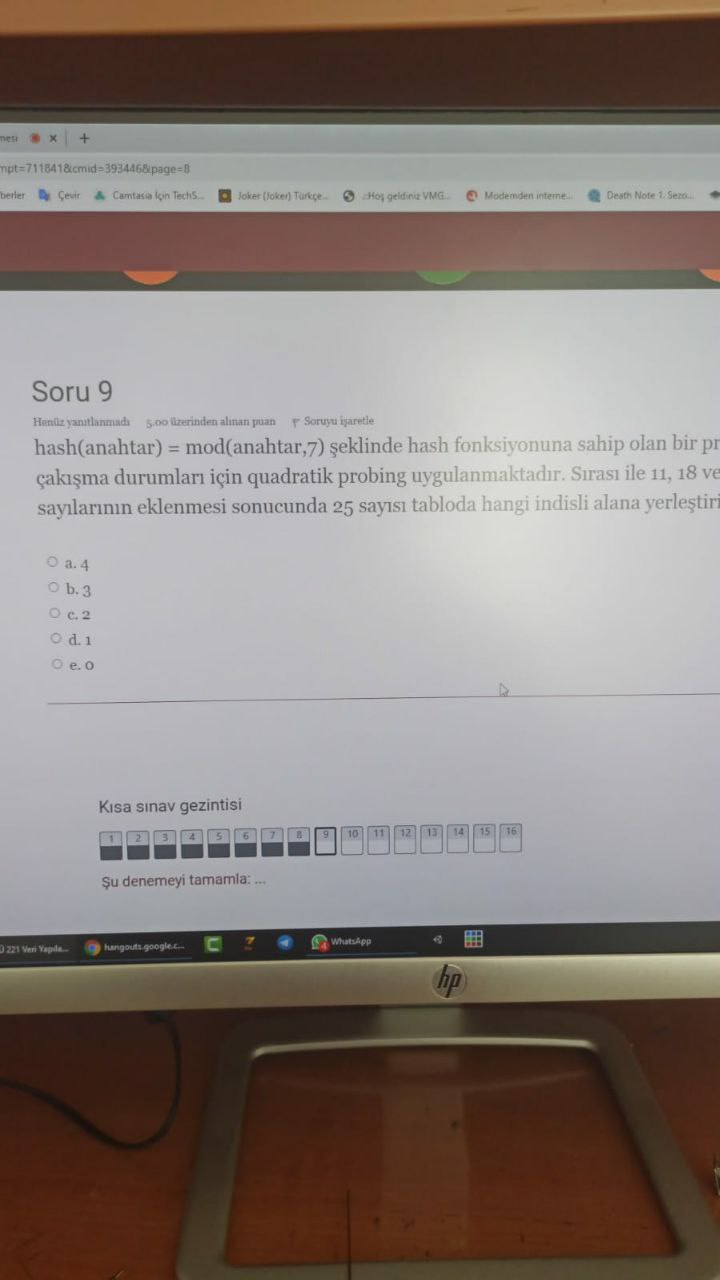 mesi × +
mpt=711841&cmid=393446&page=8
berler Çevir Camtasia İçin TechS... Joker (Joker) Türkçe... ::Hoş geldiniz VMG... Modemden interne... Death Note 1. Sezo...
Soru 9
Henüz yanıtlanmadı 5.00 üzerinden alınan puan Soruyu işaretle
hash(anahtar) = mod(anahtar,7) şeklinde hash fonksiyonuna sahip olan bir pr
çakışma durumları için quadratik probing uygulanmaktadır. Sırası ile 11, 18 ve
sayılarının eklenmesi sonucunda 25 sayısı tabloda hangi indisli alana yerleştiri
a. 4
b. 3
c. 2
d. 1
e. 0
Kısa sınav gezintisi
1 2 3 4 5 6 7 8 9 10 11 12 13 14 15 16
Şu denemeyi tamamla: ...
221 Veri Yapıla... hangouts.google.c... WhatsApp
4
hp